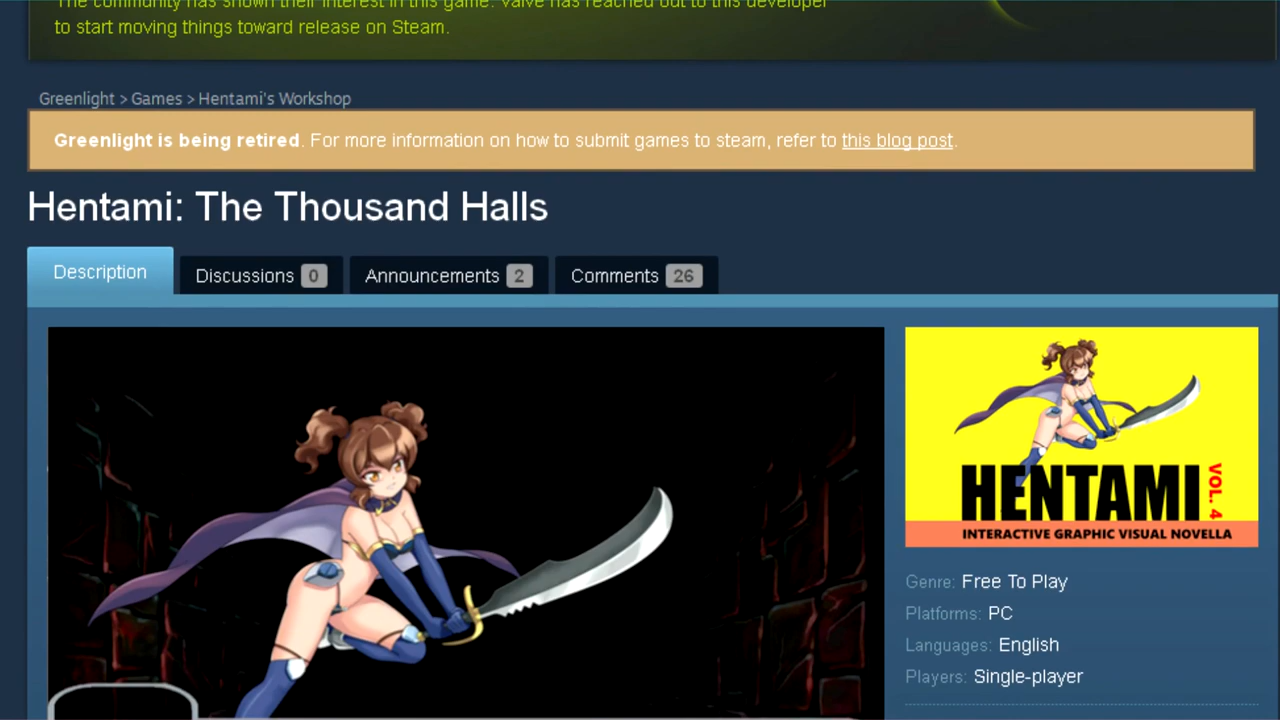 The community has shown their interest in this game. Valve has reached out to this developer
to start moving things toward release on Steam.
Greenlight > Games > Hentami's Workshop
Greenlight is being retired. For more information on how to submit games to steam, refer to this blog post.
Hentami: The Thousand Halls
Description
Discussions 0
Announcements 2
Comments 26
HENTAMI
VOL. 4
INTERACTIVE GRAPHIC VISUAL NOVELLA
Genre: Free To Play
Platforms: PC
Languages: English
Players: Single-player